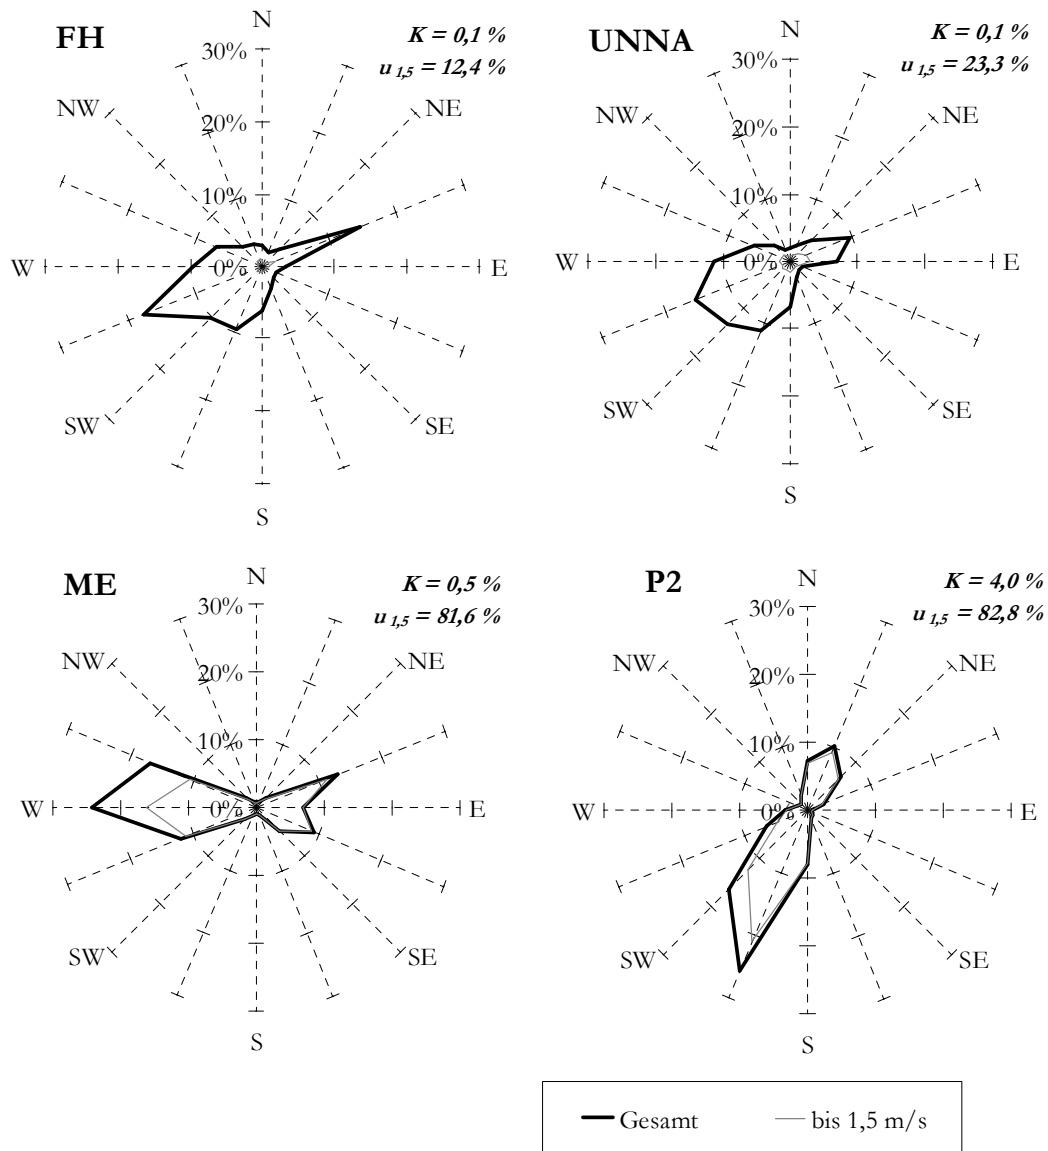 FH
N
K = 0,1 %
u 1,5 = 12,4 %
30%
NW
NE
20%
10%
W
0%
E
SW
SE
S
UNNA
N
K = 0,1 %
u 1,5 = 23,3 %
30%
NW
NE
20%
10%
W
0%
E
SW
SE
S
ME
N
K = 0,5 %
u 1,5 = 81,6 %
30%
NW
NE
20%
10%
W
0%
E
SW
SE
S
P2
N
K = 4,0 %
u 1,5 = 82,8 %
30%
NW
NE
20%
10%
W
0%
E
SW
SE
S
Gesamt
bis 1,5 m/s